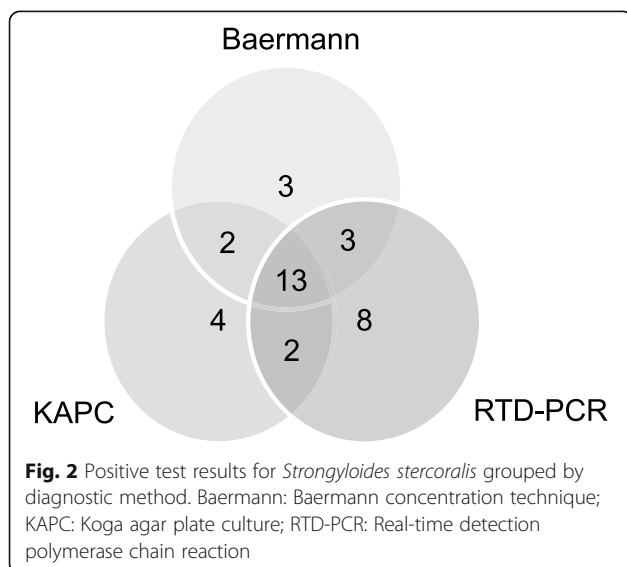 Baermann
3
2
3
13
4
8
2
KAPC
RTD-PCR
Fig. 2 Positive test results for Strongyloides stercoralis grouped by
diagnostic method. Baermann: Baermann concentration technique;
KAPC: Koga agar plate culture; RTD-PCR: Real-time detection
polymerase chain reaction